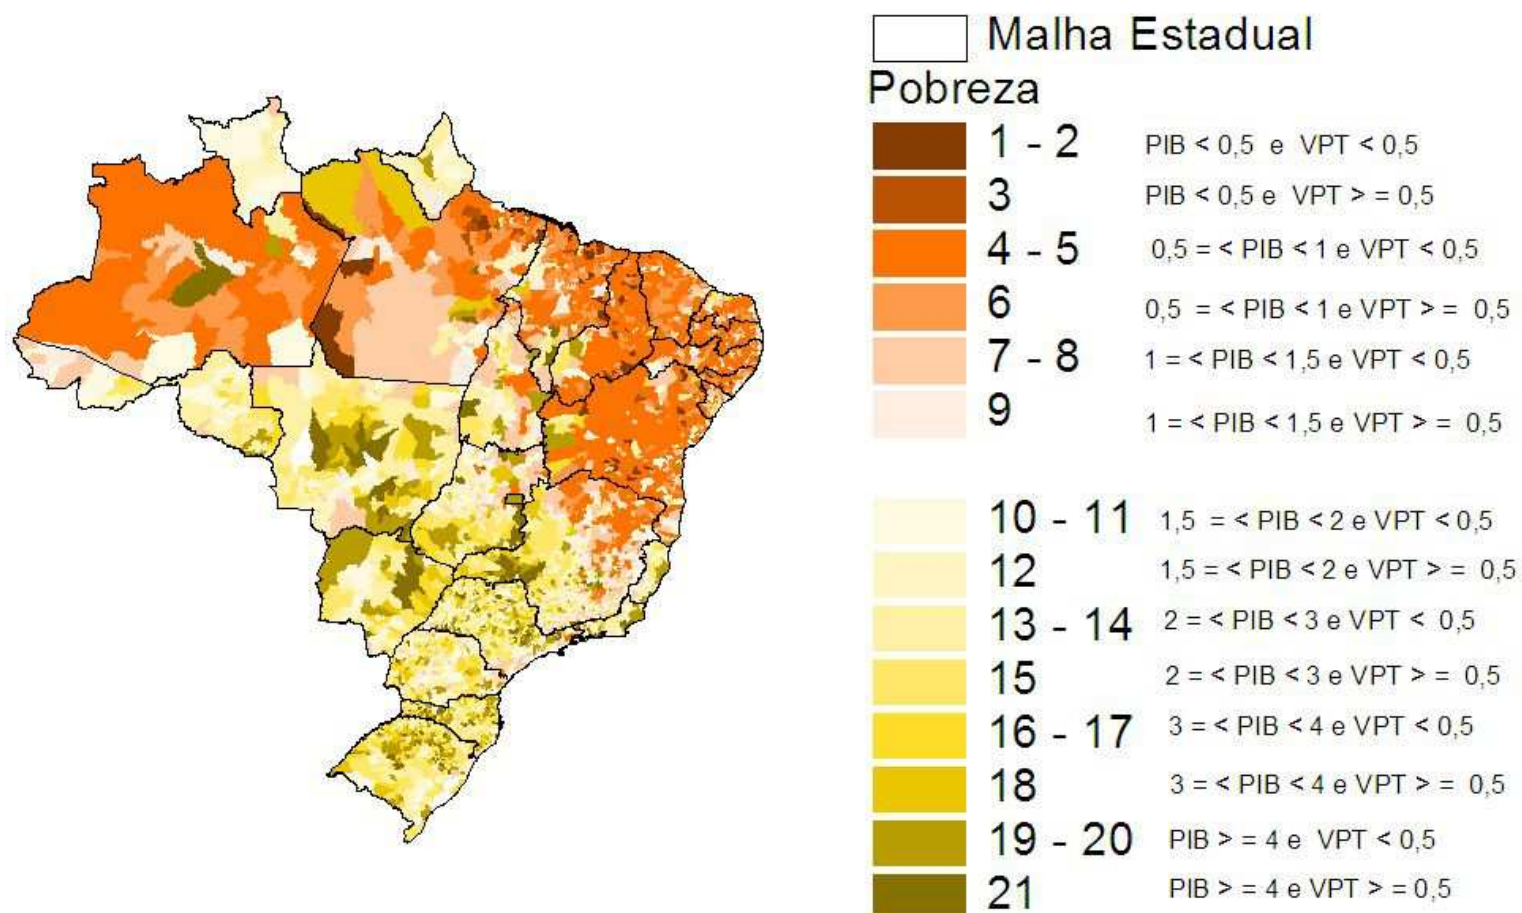 Malha Estadual
Pobreza
1 - 2 PIB < 0,5 e VPT < 0,5
3 PIB < 0,5 e VPT > = 0,5
4 - 5 0,5 = < PIB < 1 e VPT < 0,5
6 0,5 = < PIB < 1 e VPT > = 0,5
7 - 8 1 = < PIB < 1,5 e VPT < 0,5
9 1 = < PIB < 1,5 e VPT > = 0,5
10 - 11 1,5 = < PIB < 2 e VPT < 0,5
12 1,5 = < PIB < 2 e VPT > = 0,5
13 - 14 2 = < PIB < 3 e VPT < 0,5
15 2 = < PIB < 3 e VPT > = 0,5
16 - 17 3 = < PIB < 4 e VPT < 0,5
18 3 = < PIB < 4 e VPT > = 0,5
19 - 20 PIB > = 4 e VPT < 0,5
21 PIB > = 4 e VPT > = 0,5